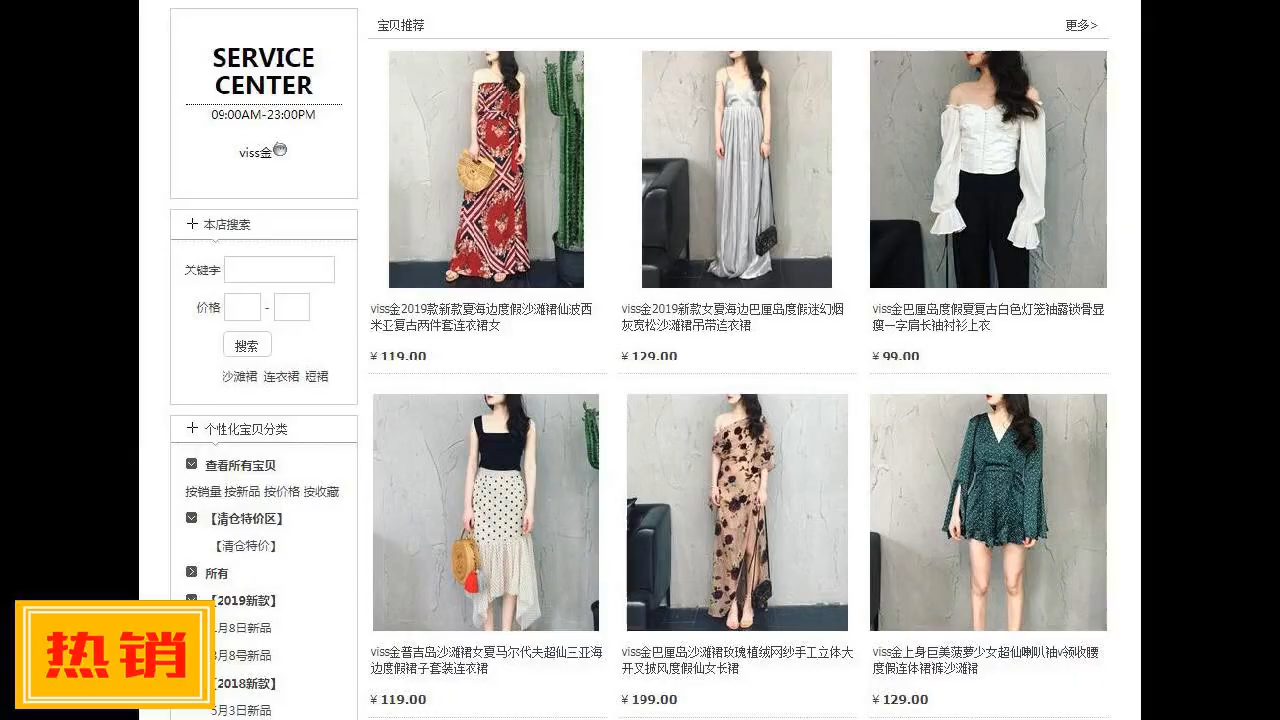 SERVICE
CENTER
09:00AM-23:00PM
viss金
本店搜索
关键字
价格 -
搜索
沙滩裙 连衣裙 短裙
个性化宝贝分类
查看所有宝贝
按销量 按新品 按价格 按收藏
【清仓特价区】
【清仓特价】
所有
【2019新款】
月8日新品
月8号新品
【2018新款】
5月3日新品
热销
宝贝推荐
更多>
viss金2019款新款夏海边度假沙滩裙仙波西
米亚复古两件套连衣裙女
¥ 119.00
viss金2019新款女夏海边巴厘岛度假迷幻烟
灰宽松沙滩裙吊带连衣裙
¥ 129.00
viss金巴厘岛度假夏复古白色灯笼袖露锁骨显
瘦一字肩长袖衬衫上衣
¥ 99.00
viss金普吉岛沙滩裙女夏马尔代夫超仙三亚海
边度假裙子套装连衣裙
¥ 119.00
viss金巴厘岛沙滩裙玫瑰植绒网纱手工立体大
开叉披风度假仙女长裙
¥ 199.00
viss金上身巨美菠萝少女超仙喇叭袖v领收腰
度假连体裙裤沙滩裙
¥ 129.00